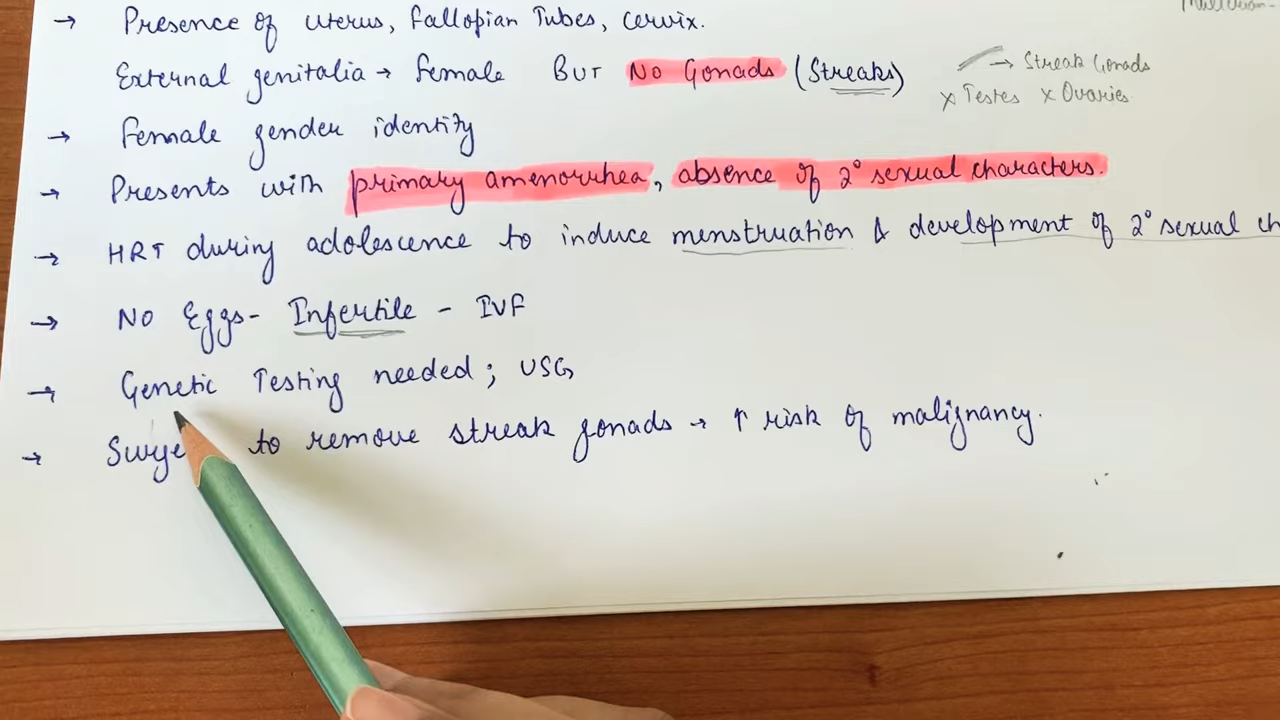 → Presence of uterus, fallopian Tubes, cervix.
External genitalia → female BUT No Gonads (Streaks)
→ Streak Gonads
x Testes x Ovaries
→ female gender identity
→ Presents with primary amenorrhea, absence of 2° sexual characters.
→ HRT during adolescence to induce menstruation & development of 2° sexual ch
→ No Eggs - Infertile - IVF
→ Genetic Testing needed; USG
→ to remove streak gonads → ↑ risk of malignancy.